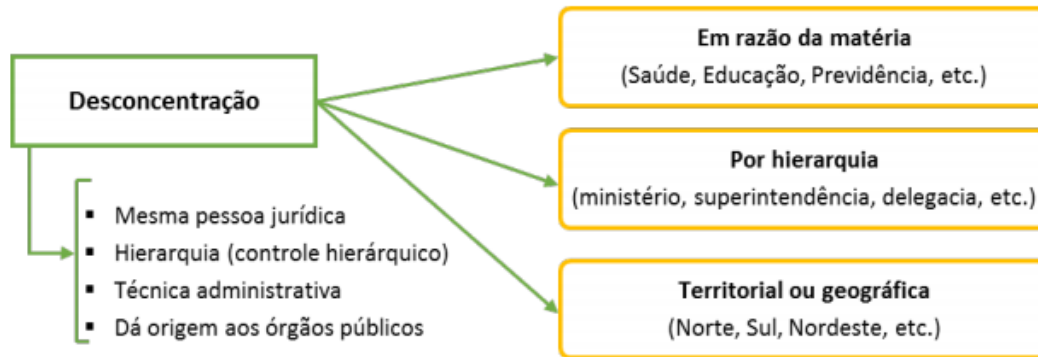 Desconcentração
▪ Mesma pessoa jurídica
▪ Hierarquia (controle hierárquico)
▪ Técnica administrativa
▪ Dá origem aos órgãos públicos
Em razão da matéria
(Saúde, Educação, Previdência, etc.)
Por hierarquia
(ministério, superintendência, delegacia, etc.)
Territorial ou geográfica
(Norte, Sul, Nordeste, etc.)